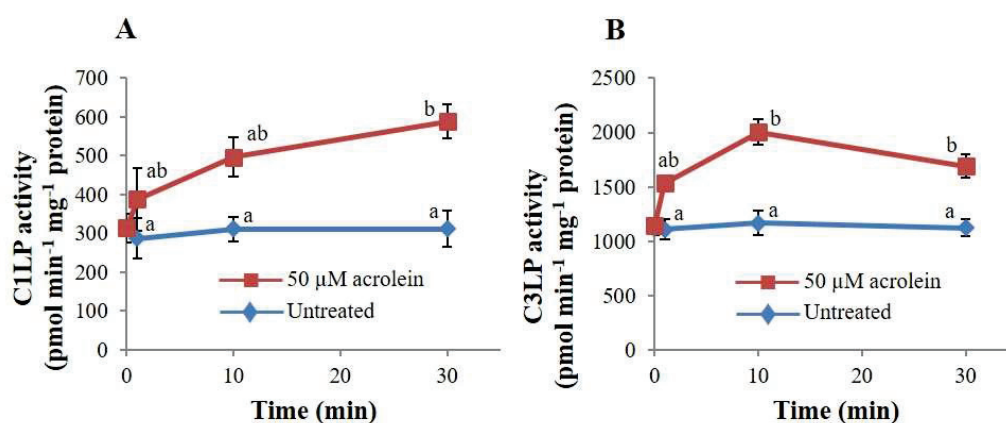 A
C1LP activity
(pmol min⁻¹ mg⁻¹ protein)
700
600
500
400
300
200
100
0
ab
ab
b
a
a
a
50 µM acrolein
Untreated
0
10
20
30
Time (min)
B
C3LP activity
(pmol min⁻¹ mg⁻¹ protein)
2500
2000
1500
1000
500
0
ab
b
b
a
a
a
50 µM acrolein
Untreated
0
10
20
30
Time (min)